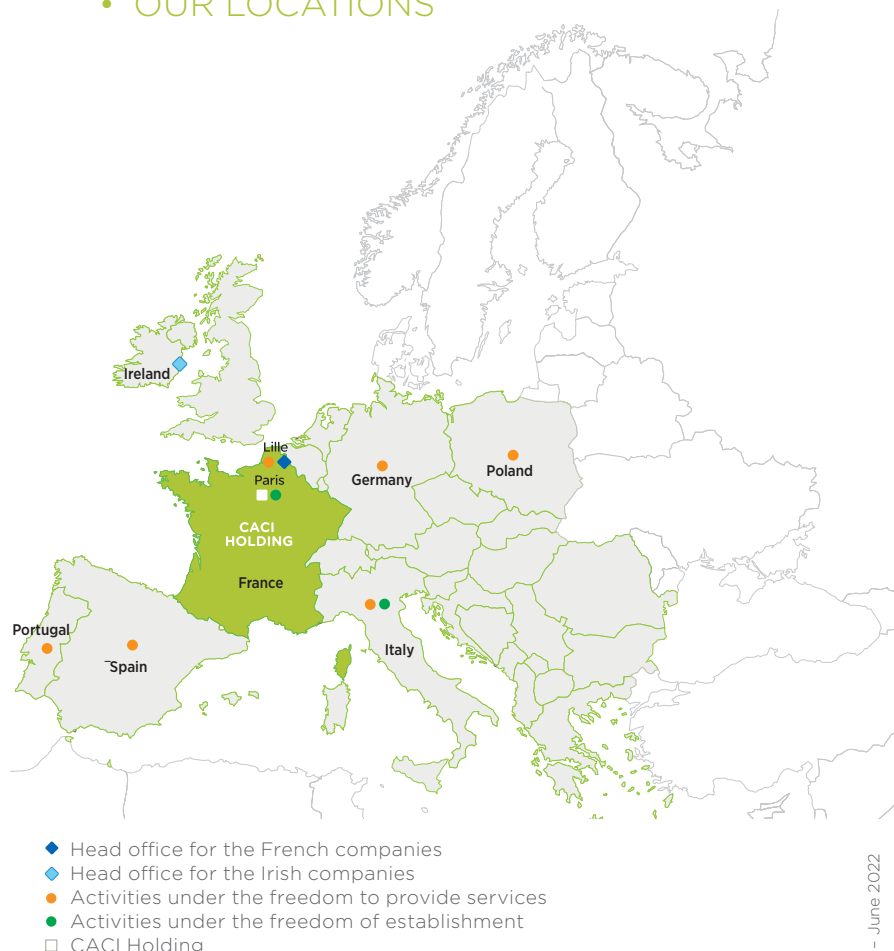 • OUR LOCATIONS
Ireland
Lille
Paris
Germany
Poland
CACI
HOLDING
France
Portugal
Spain
Italy
Head office for the French companies
Head office for the Irish companies
Activities under the freedom to provide services
Activities under the freedom of establishment
CACI Holding
– June 2022